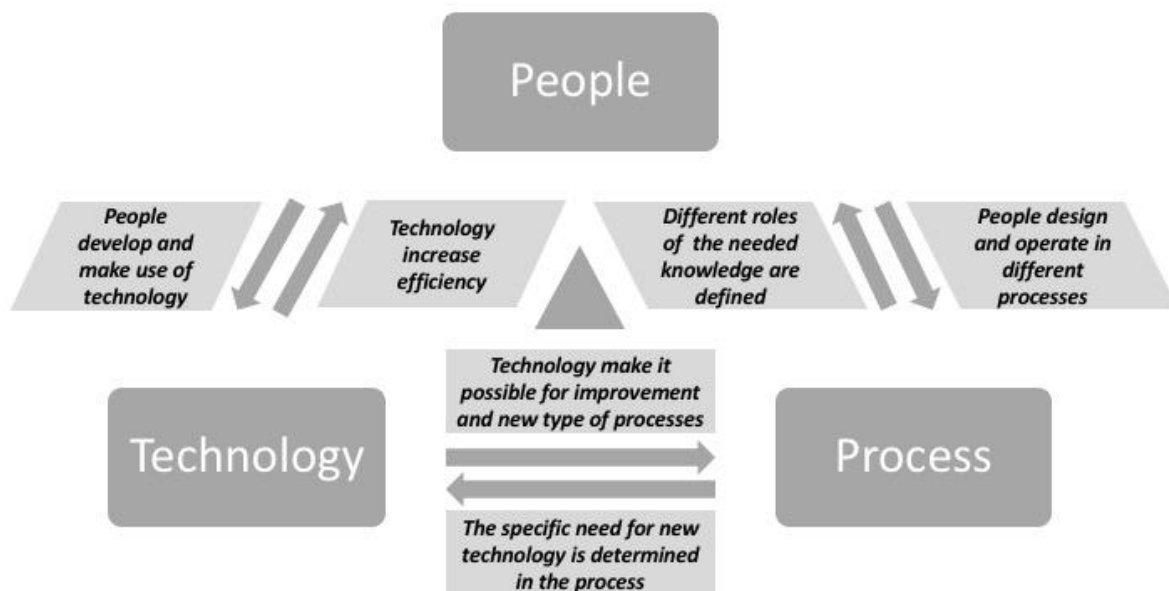 People
People
develop and
make use of
technology
Technology
increase
efficiency
Different roles
of the needed
knowledge are
defined
People design
and operate in
different
processes
Technology make it
possible for improvement
and new type of processes
Technology
Process
The specific need for new
technology is determined
in the process